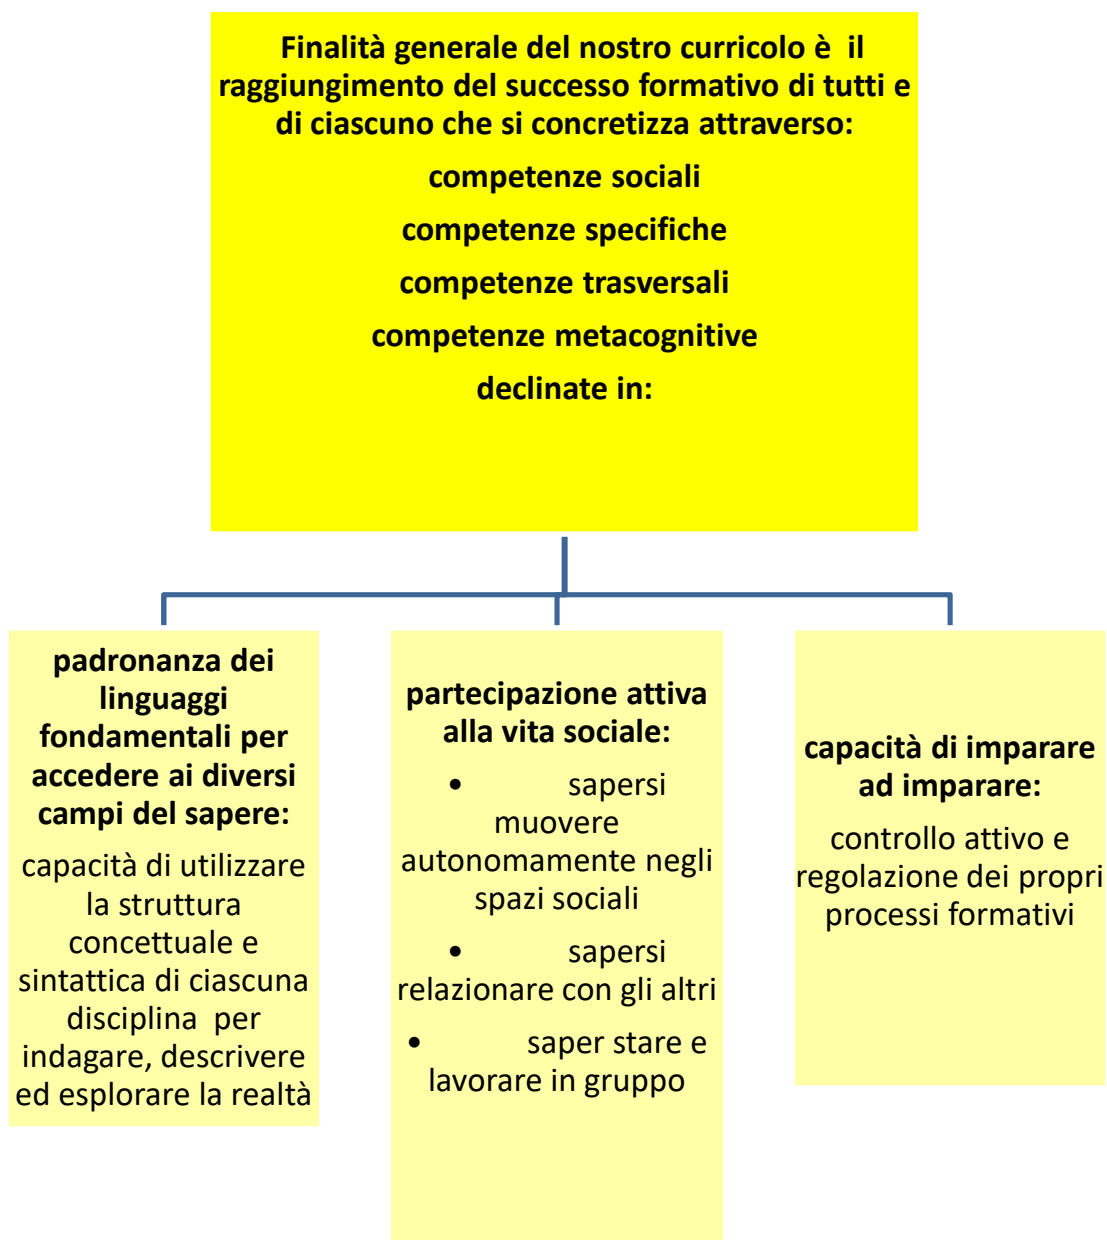 Finalità generale del nostro curricolo è  il
raggiungimento del successo formativo di tutti e
di ciascuno che si concretizza attraverso:
competenze sociali
competenze specifiche
competenze trasversali
competenze metacognitive
declinate in:
padronanza dei
linguaggi
fondamentali per
accedere ai diversi
campi del sapere:
capacità di utilizzare
la struttura
concettuale e
sintattica di ciascuna
disciplina  per
indagare, descrivere
ed esplorare la realtà
partecipazione attiva
alla vita sociale:
• sapersi
muovere
autonomamente negli
spazi sociali
• sapersi
relazionare con gli altri
• saper stare e
lavorare in gruppo
capacità di imparare
ad imparare:
controllo attivo e
regolazione dei propri
processi formativi